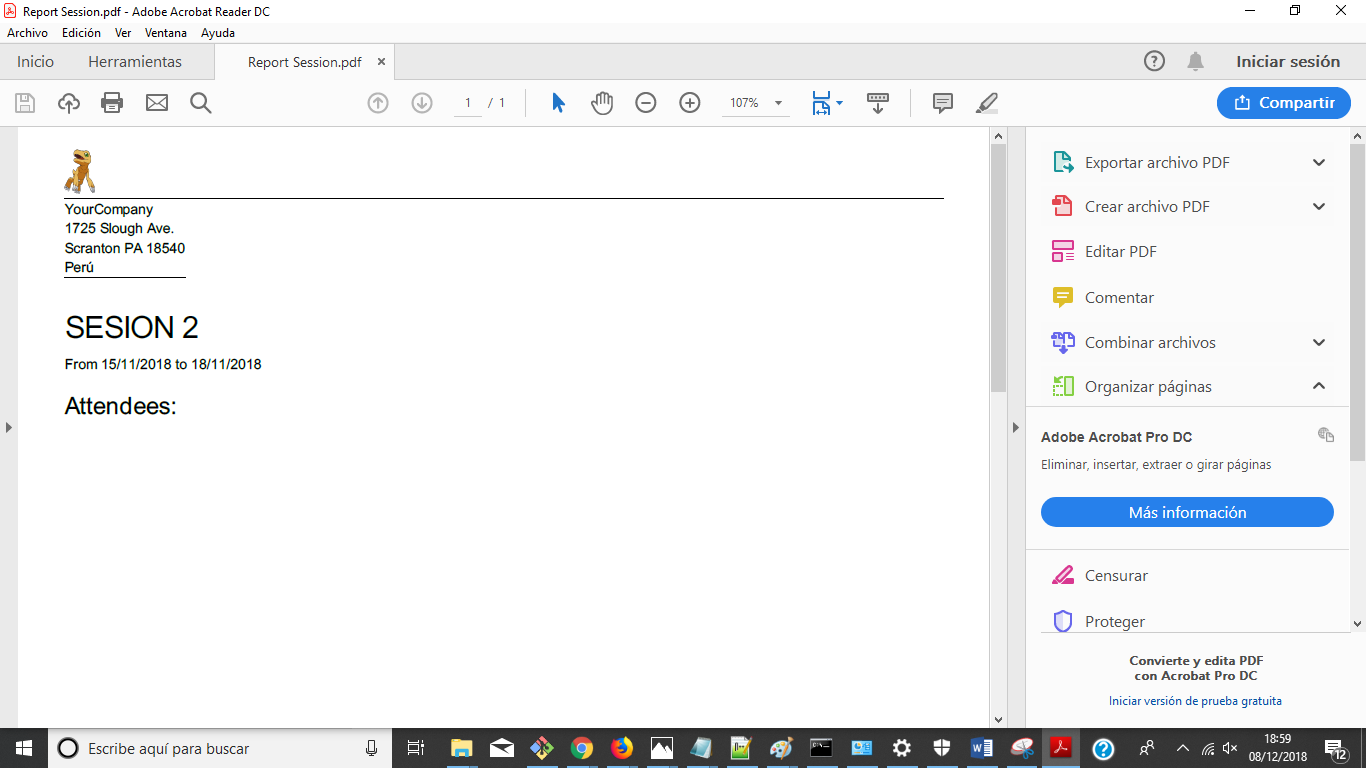 Report Session.pdf - Adobe Acrobat Reader DC
Archivo Edición Ver Ventana Ayuda
Inicio Herramientas Report Session.pdf × Iniciar sesión
1 / 1 107% Compartir
YourCompany
1725 Slough Ave.
Scranton PA 18540
Perú
SESION 2
From 15/11/2018 to 18/11/2018
Attendees:
Exportar archivo PDF
Crear archivo PDF
Editar PDF
Comentar
Combinar archivos
Organizar páginas
Adobe Acrobat Pro DC
Eliminar, insertar, extraer o girar páginas
Más información
Censurar
Proteger
Convierte y edita PDF
con Acrobat Pro DC
Iniciar versión de prueba gratuita
Escribe aquí para buscar
18:59
08/12/2018
12